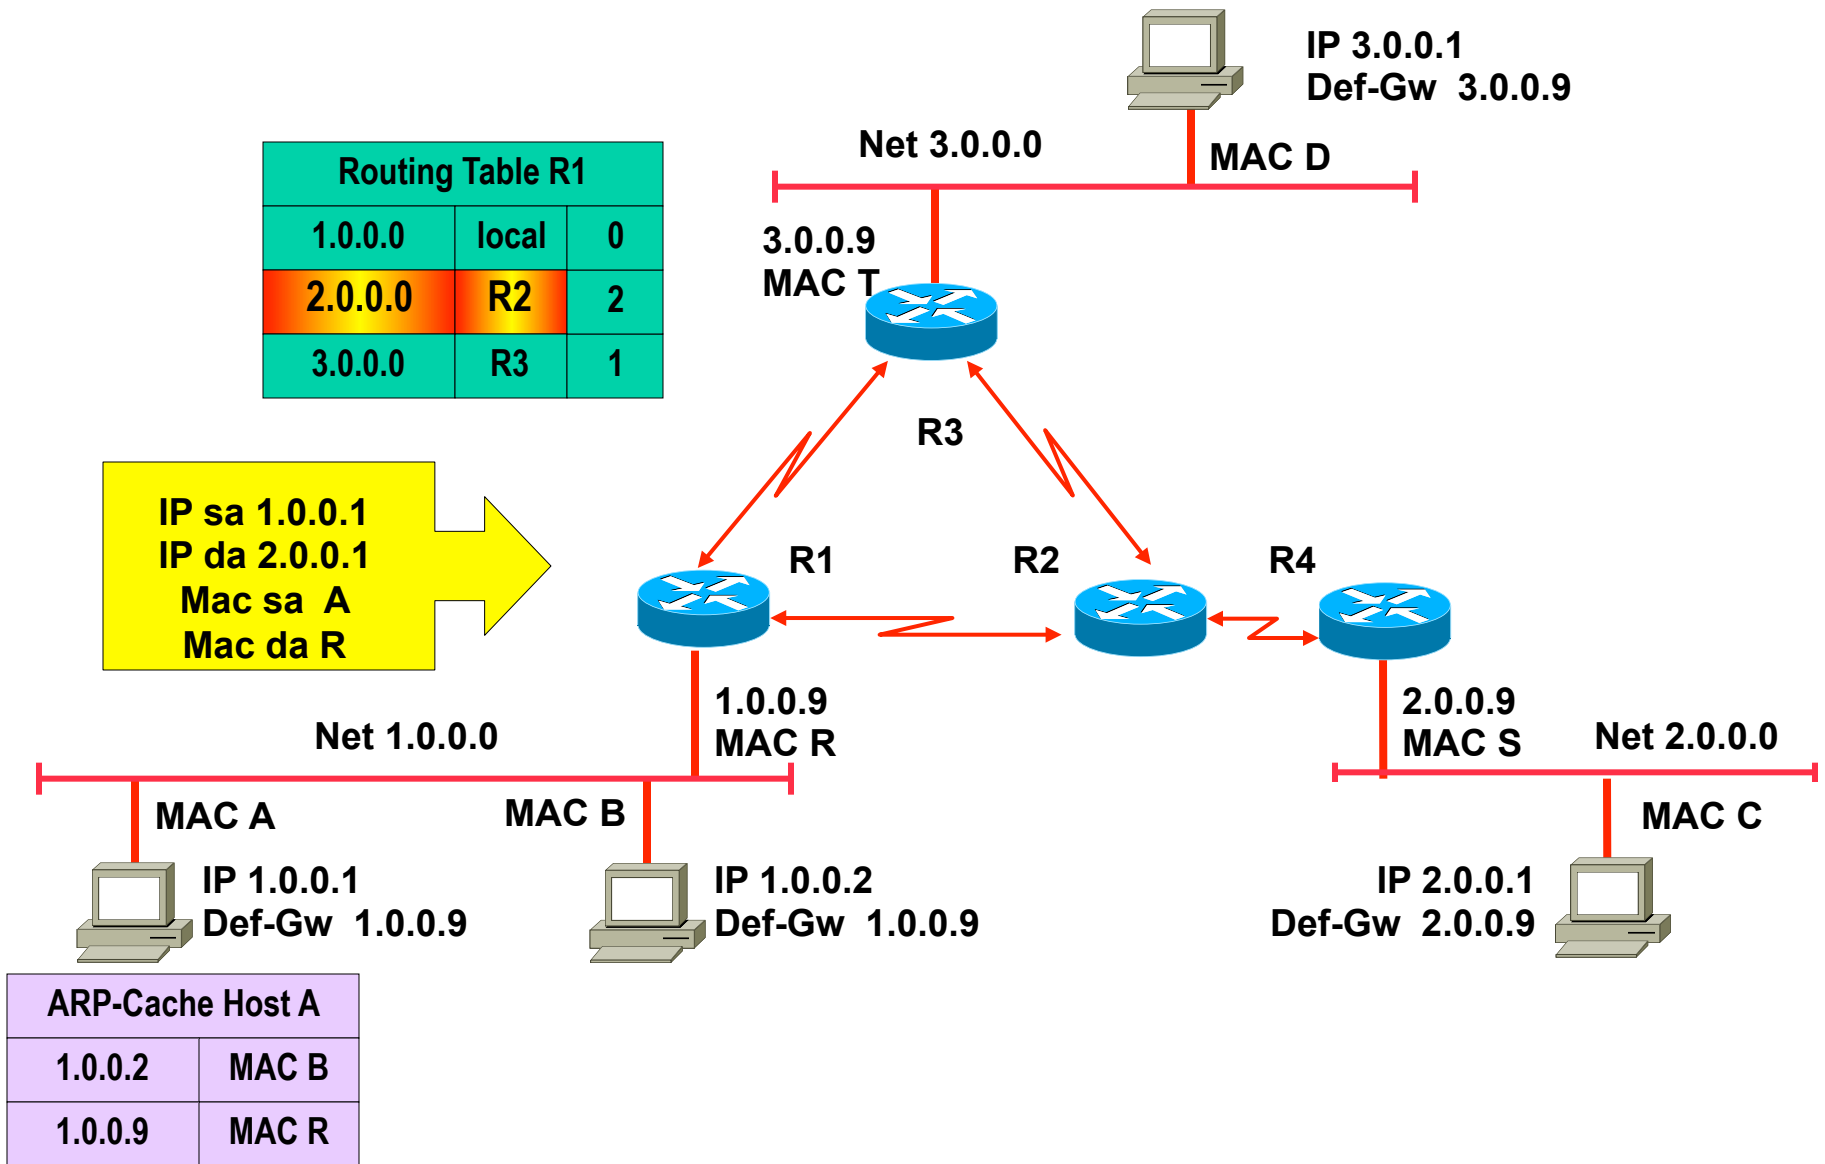 IP 3.0.0.1
Def-Gw 3.0.0.9
Net 3.0.0.0
MAC D
Routing Table R1
1.0.0.0 local 0
2.0.0.0 R2 2
3.0.0.0 R3 1
3.0.0.9
MAC T
R3
IP sa 1.0.0.1
IP da 2.0.0.1
Mac sa A
Mac da R
R1
R2
R4
1.0.0.9
MAC R
2.0.0.9
MAC S
Net 1.0.0.0
Net 2.0.0.0
MAC A
MAC B
MAC C
IP 1.0.0.1
Def-Gw 1.0.0.9
IP 1.0.0.2
Def-Gw 1.0.0.9
IP 2.0.0.1
Def-Gw 2.0.0.9
ARP-Cache Host A
1.0.0.2 MAC B
1.0.0.9 MAC R